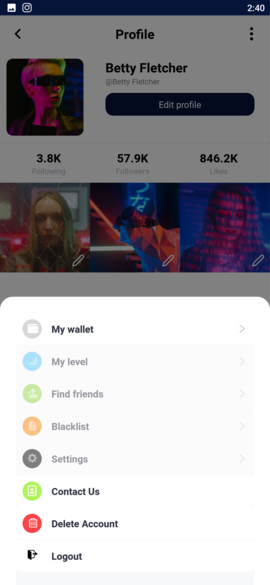 2:40
Profile
Betty Fletcher
@Betty Fletcher
Edit profile
3.8K 57.9K 846.2K
Following Followers Likes
My wallet
My level
Find friends
Blacklist
Settings
Contact Us
Delete Account
Logout